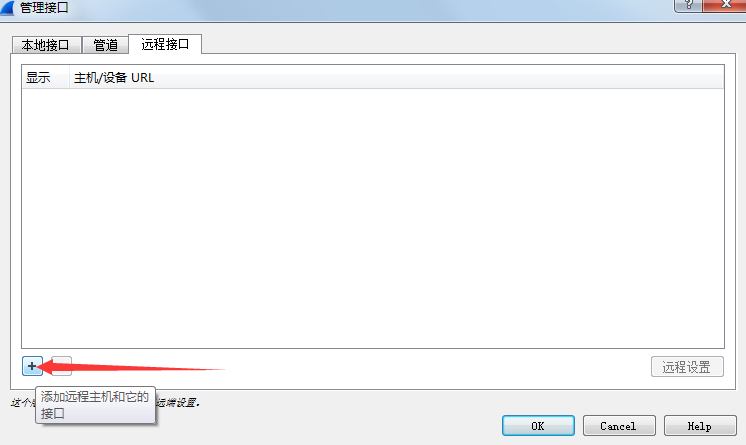 管理接口
本地接口 管道 远程接口
显示 主机/设备 URL
+
远程设置
添加远程主机和它的
接口
这个 远端设置.
OK Cancel Help